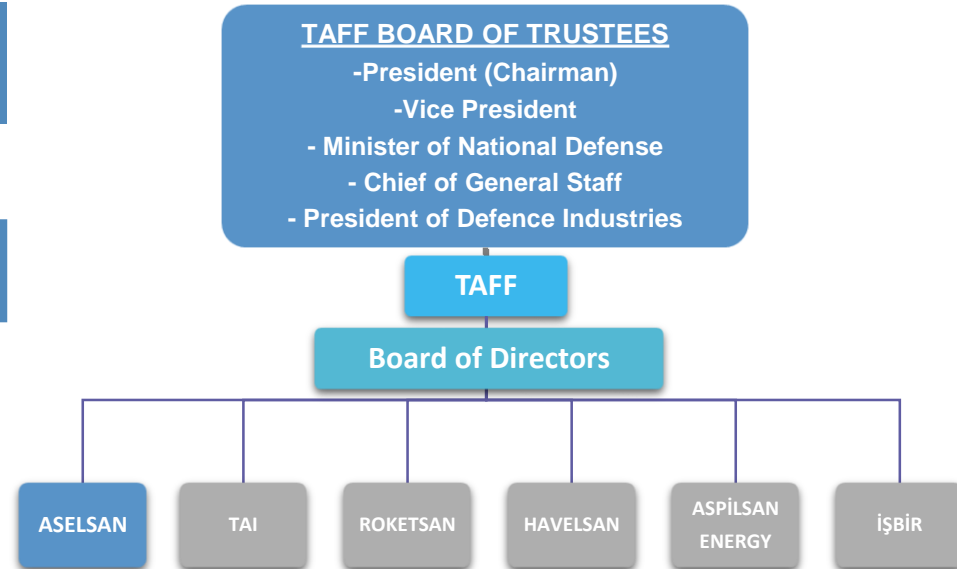 TAFF BOARD OF TRUSTEES
-President (Chairman)
-Vice President
- Minister of National Defense
- Chief of General Staff
- President of Defence Industries
TAFF
Board of Directors
ASELSAN
TAI
ROKETSAN
HAVELSAN
ASPİLSAN
ENERGY
İŞBİR